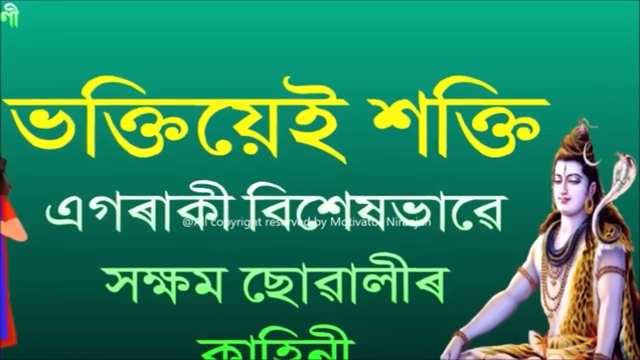 ভক্তিয়েই শক্তি
এগৰাকী বিশেষভাৱে
@All copyright reserved by Motivator Niranjan
সক্ষম ছোৱালীৰ
কাহিনী